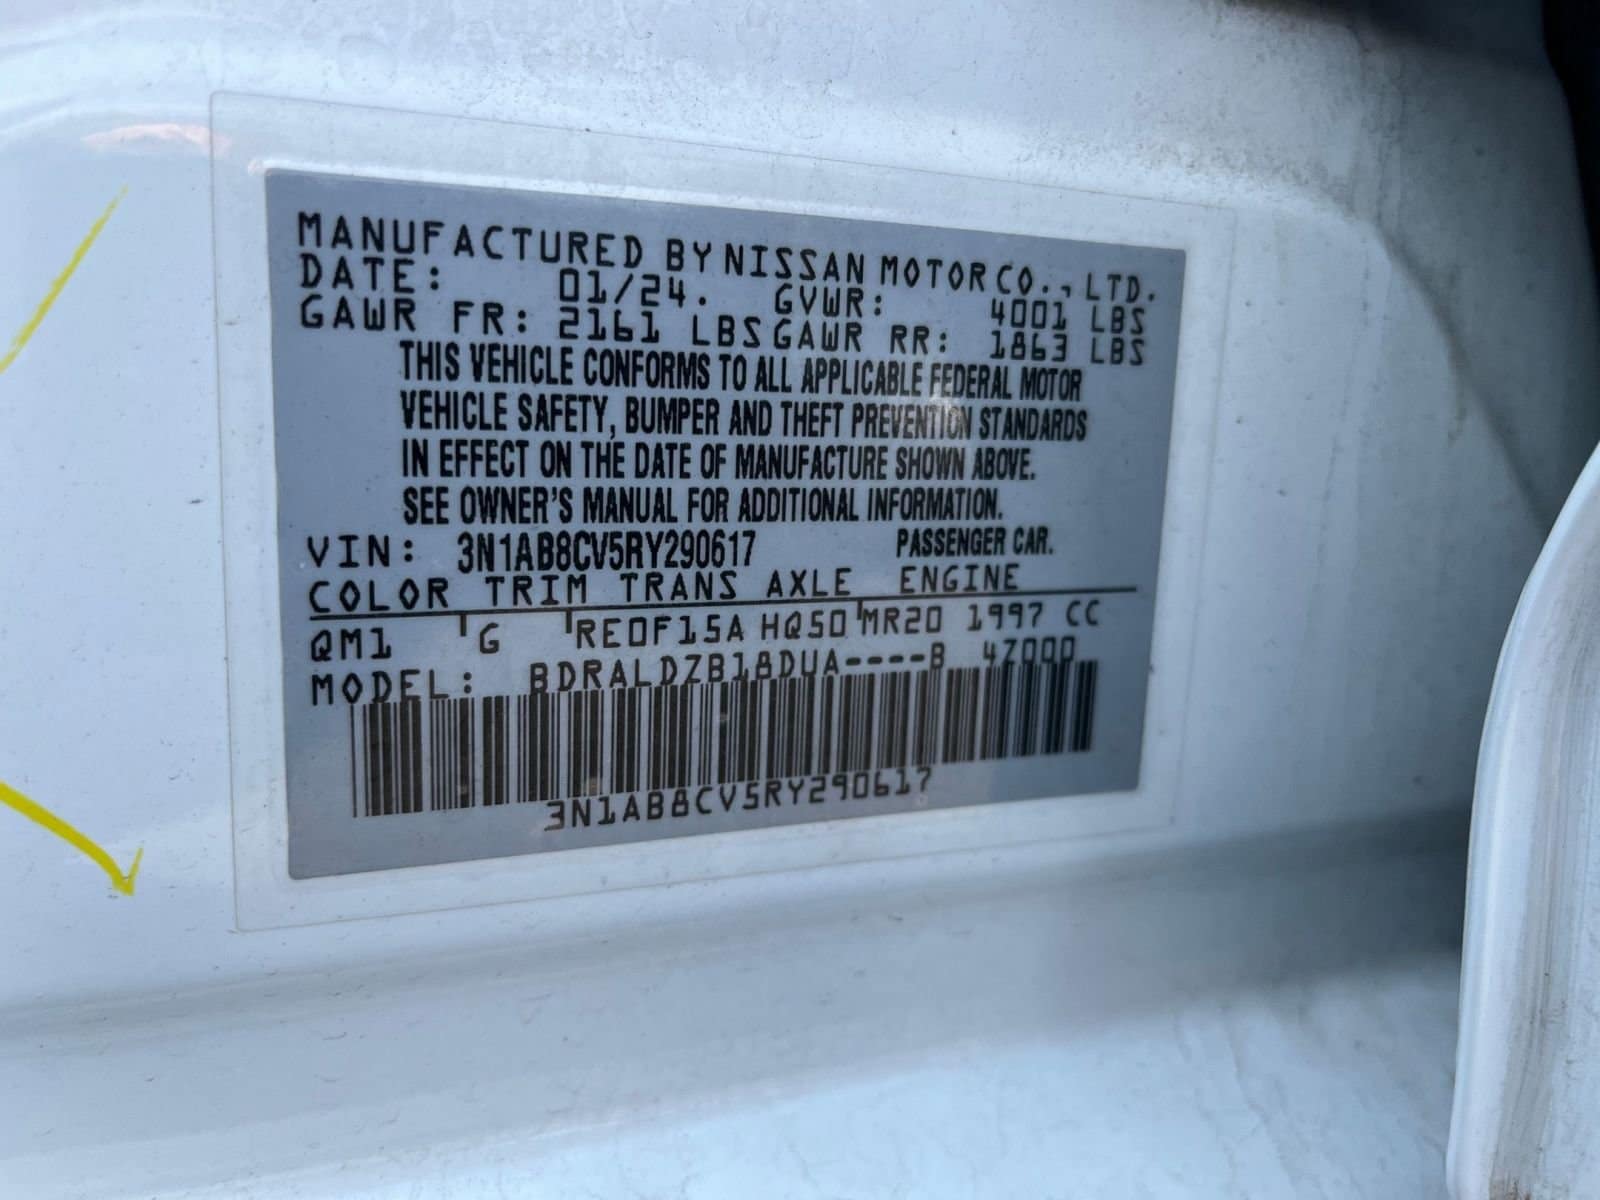 MANUFACTURED BY NISSAN MOTOR CO., LTD.
DATE: 01/24. GVWR: 4001 LBS
GAWR FR: 2161 LBS GAWR RR: 1863 LBS
THIS VEHICLE CONFORMS TO ALL APPLICABLE FEDERAL MOTOR
VEHICLE SAFETY, BUMPER AND THEFT PREVENTION STANDARDS
IN EFFECT ON THE DATE OF MANUFACTURE SHOWN ABOVE.
SEE OWNER'S MANUAL FOR ADDITIONAL INFORMATION.
VIN: 3N1AB8CV5RY290617 PASSENGER CAR.
COLOR TRIM TRANS AXLE ENGINE
QM1 G RE0F15A HQ50 MR20 1997 CC
MODEL: BDRALDZB18DUA----B 4Z000
3N1AB8CV5RY290617